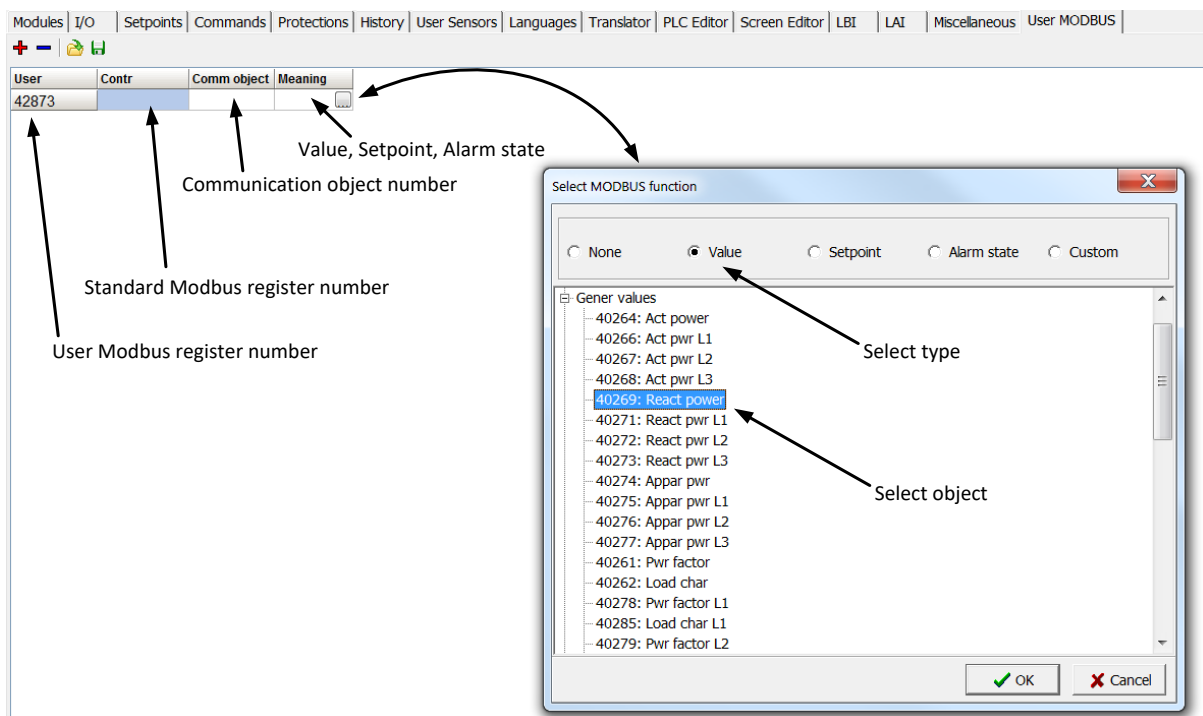 Modules I/O Setpoints Commands Protections History User Sensors Languages Translator PLC Editor Screen Editor LBI LAI Miscellaneous User MODBUS
User Contr Comm object Meaning
42873 ...
Value, Setpoint, Alarm state
Communication object number
Standard Modbus register number
User Modbus register number
Select MODBUS function
None Value Setpoint Alarm state Custom
Gener values
40264: Act power
40266: Act pwr L1
40267: Act pwr L2
40268: Act pwr L3
40269: React power
40271: React pwr L1
40272: React pwr L2
40273: React pwr L3
40274: Appar pwr
40275: Appar pwr L1
40276: Appar pwr L2
40277: Appar pwr L3
40261: Pwr factor
40262: Load char
40278: Pwr factor L1
40285: Load char L1
40279: Pwr factor L2
Select type
Select object
OK Cancel